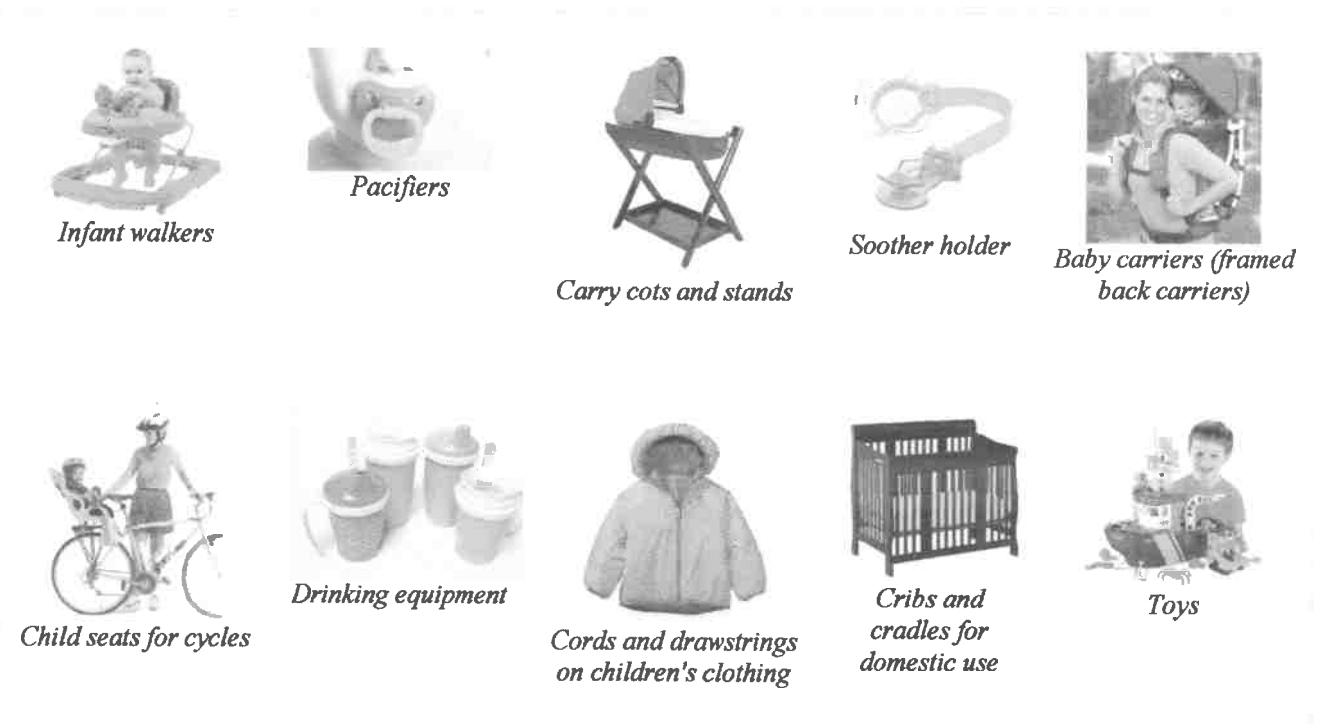 Infant walkers
Pacifiers
Carry cots and stands
Soother holder
Baby carriers (framed
back carriers)
Child seats for cycles
Drinking equipment
Cords and drawstrings
on children's clothing
Cribs and
cradles for
domestic use
Toys